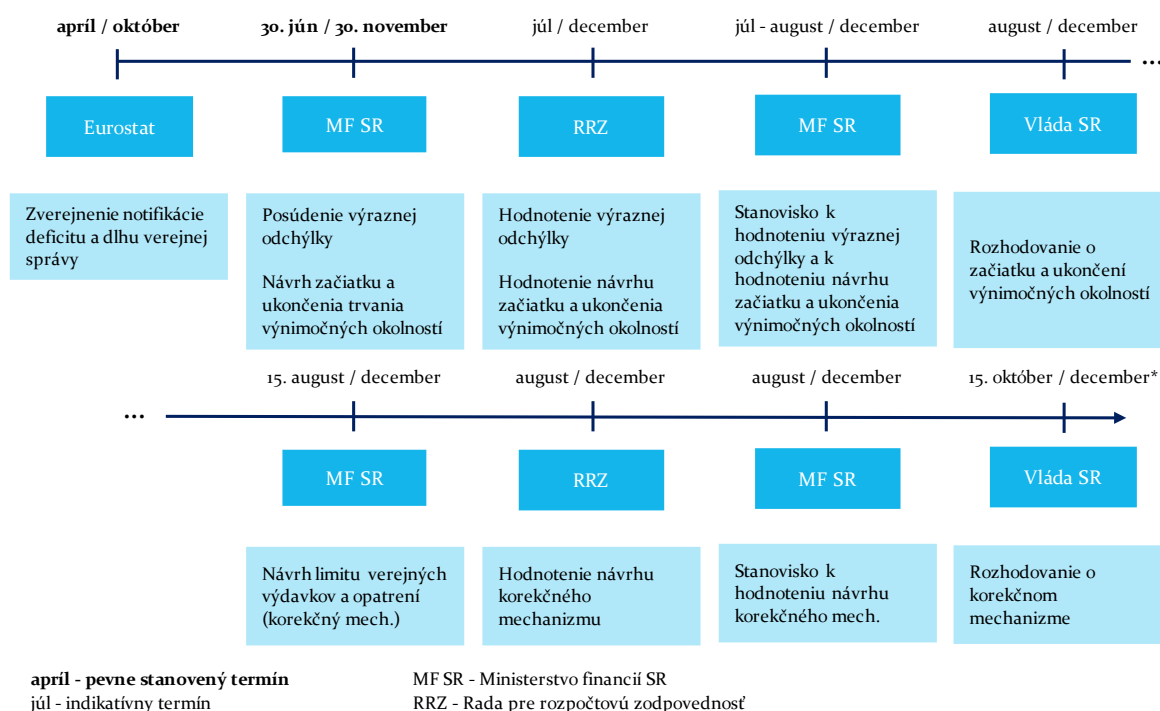 apríl / október
30. jún / 30. november
júl / december
júl - august / december
august / december
...
Eurostat
MF SR
RRZ
MF SR
Vláda SR
Zverejnenie notifikácie
deficitu a dlhu verejnej
správy
Posúdenie výraznej
odchýlky
Návrh začiatku a
ukončenia trvania
výnimočných okolností
Hodnotenie výraznej
odchýlky
Hodnotenie návrhu
začiatku a ukončenia
výnimočných okolností
Stanovisko k
hodnoteniu výraznej
odchýlky a k
hodnoteniu návrhu
začiatku a ukončenia
výnimočných okolností
Rozhodovanie o
začiatku a ukončení
výnimočných okolností
...
15. august / december
august / december
august / december
15. október / december*
MF SR
RRZ
MF SR
Vláda SR
Návrh limitu verejných
výdavkov a opatrení
(korekčný mech.)
Hodnotenie návrhu
korekčného
mechanizmu
Stanovisko k
hodnoteniu návrhu
korekčného mech.
Rozhodovanie o
korekčnom
mechanizme
apríl - pevne stanovený termín
júl - indikatívny termín
MF SR - Ministerstvo financií SR
RRZ - Rada pre rozpočtovú zodpovednosť